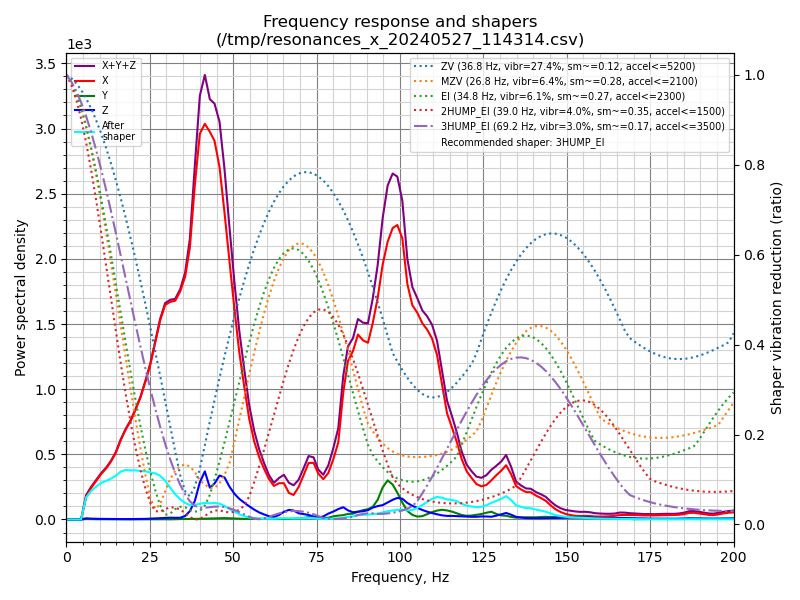 Frequency response and shapers
(/tmp/resonances_x_20240527_114314.csv)
1e3
X+Y+Z
X
Y
Z
After
shaper
ZV (36.8 Hz, vibr=27.4%, sm~=0.12, accel<=5200)
MZV (26.8 Hz, vibr=6.4%, sm~=0.28, accel<=2100)
EI (34.8 Hz, vibr=6.1%, sm~=0.27, accel<=2300)
2HUMP_EI (39.0 Hz, vibr=4.0%, sm~=0.35, accel<=1500)
3HUMP_EI (69.2 Hz, vibr=3.0%, sm~=0.17, accel<=3500)
Recommended shaper: 3HUMP_EI
3.5
3.0
2.5
2.0
1.5
1.0
0.5
0.0
Power spectral density
1.0
0.8
0.6
0.4
0.2
0.0
Shaper vibration reduction (ratio)
0 25 50 75 100 125 150 175 200
Frequency, Hz